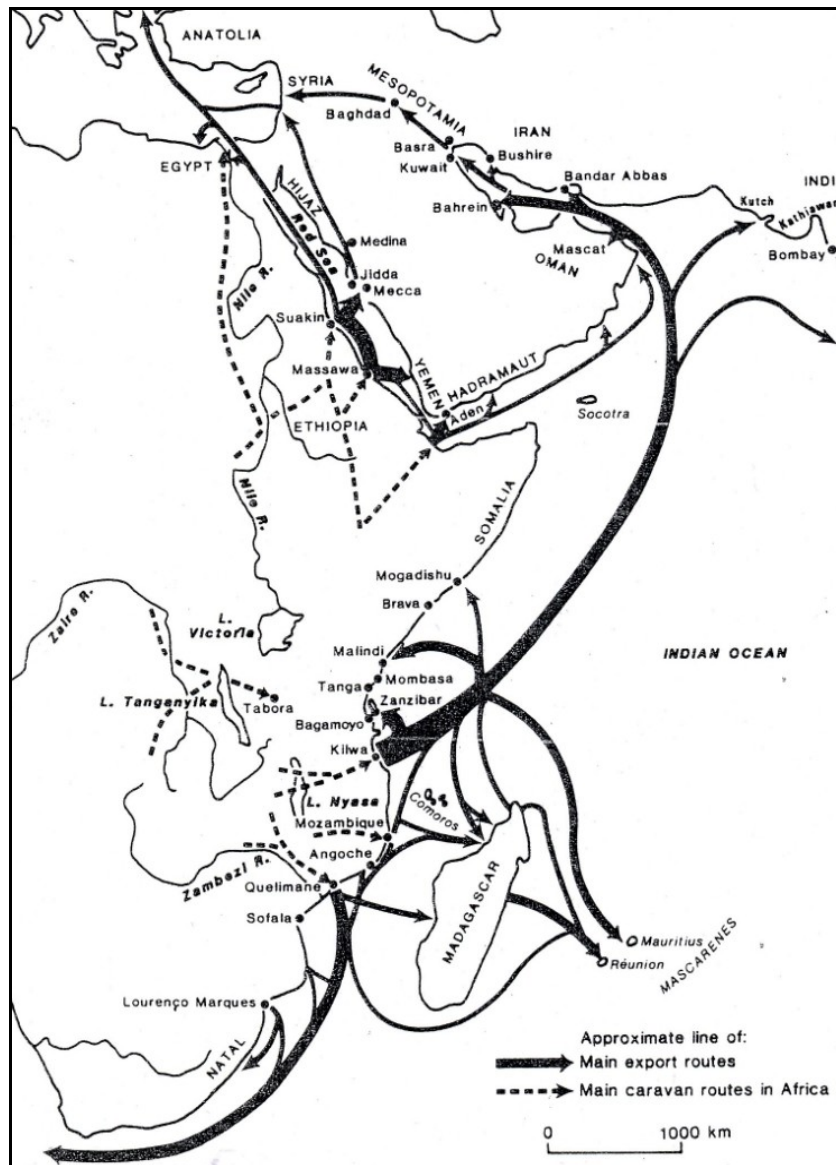 ANATOLIA
SYRIA
MESOPOTAMIA
Baghdad
IRAN
Basra
Bushire
Kuwait
EGYPT
Bandar Abbas
INDI
HIJAZ
Bahrein
Kutch
Kathiawar
Red Sea
Medina
Mascat
Bombay
OMAN
Jidda
Nile R.
Mecca
Suakin
YEMEN
HADRAMAUT
Massawa
Aden
Socotra
ETHIOPIA
Nile R.
SOMALIA
Mogadishu
Zaire R.
Brava
L.
Victoria
Malindi
INDIAN OCEAN
Mombasa
Tanga
L. Tanganyika
Zanzibar
Tabora
Bagamoyo
Kilwa
L. Nyasa
Comoros
Mozambique
Angoche
Zambezi R.
Quelimane
Sofala
MADAGASCAR
Mauritius
Réunion
MASCARENES
Lourenço Marques
NATAL
Approximate line of:
Main export routes
Main caravan routes in Africa
0 1000 km